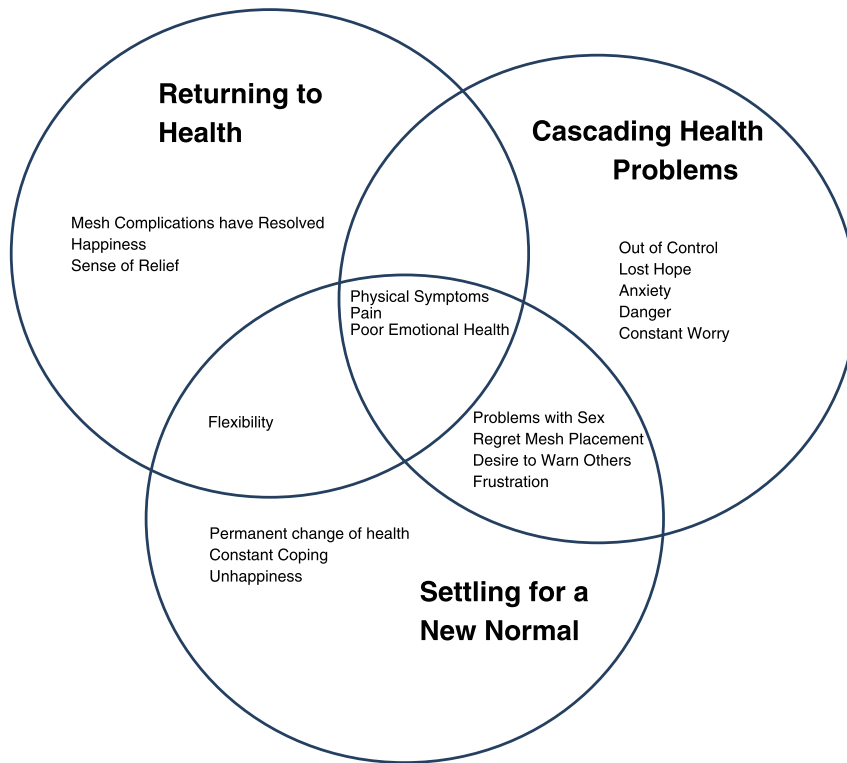 Returning to
Health
Cascading Health
Problems
Mesh Complications have Resolved
Happiness
Sense of Relief
Out of Control
Lost Hope
Anxiety
Danger
Constant Worry
Physical Symptoms
Pain
Poor Emotional Health
Flexibility
Problems with Sex
Regret Mesh Placement
Desire to Warn Others
Frustration
Permanent change of health
Constant Coping
Unhappiness
Settling for a
New Normal